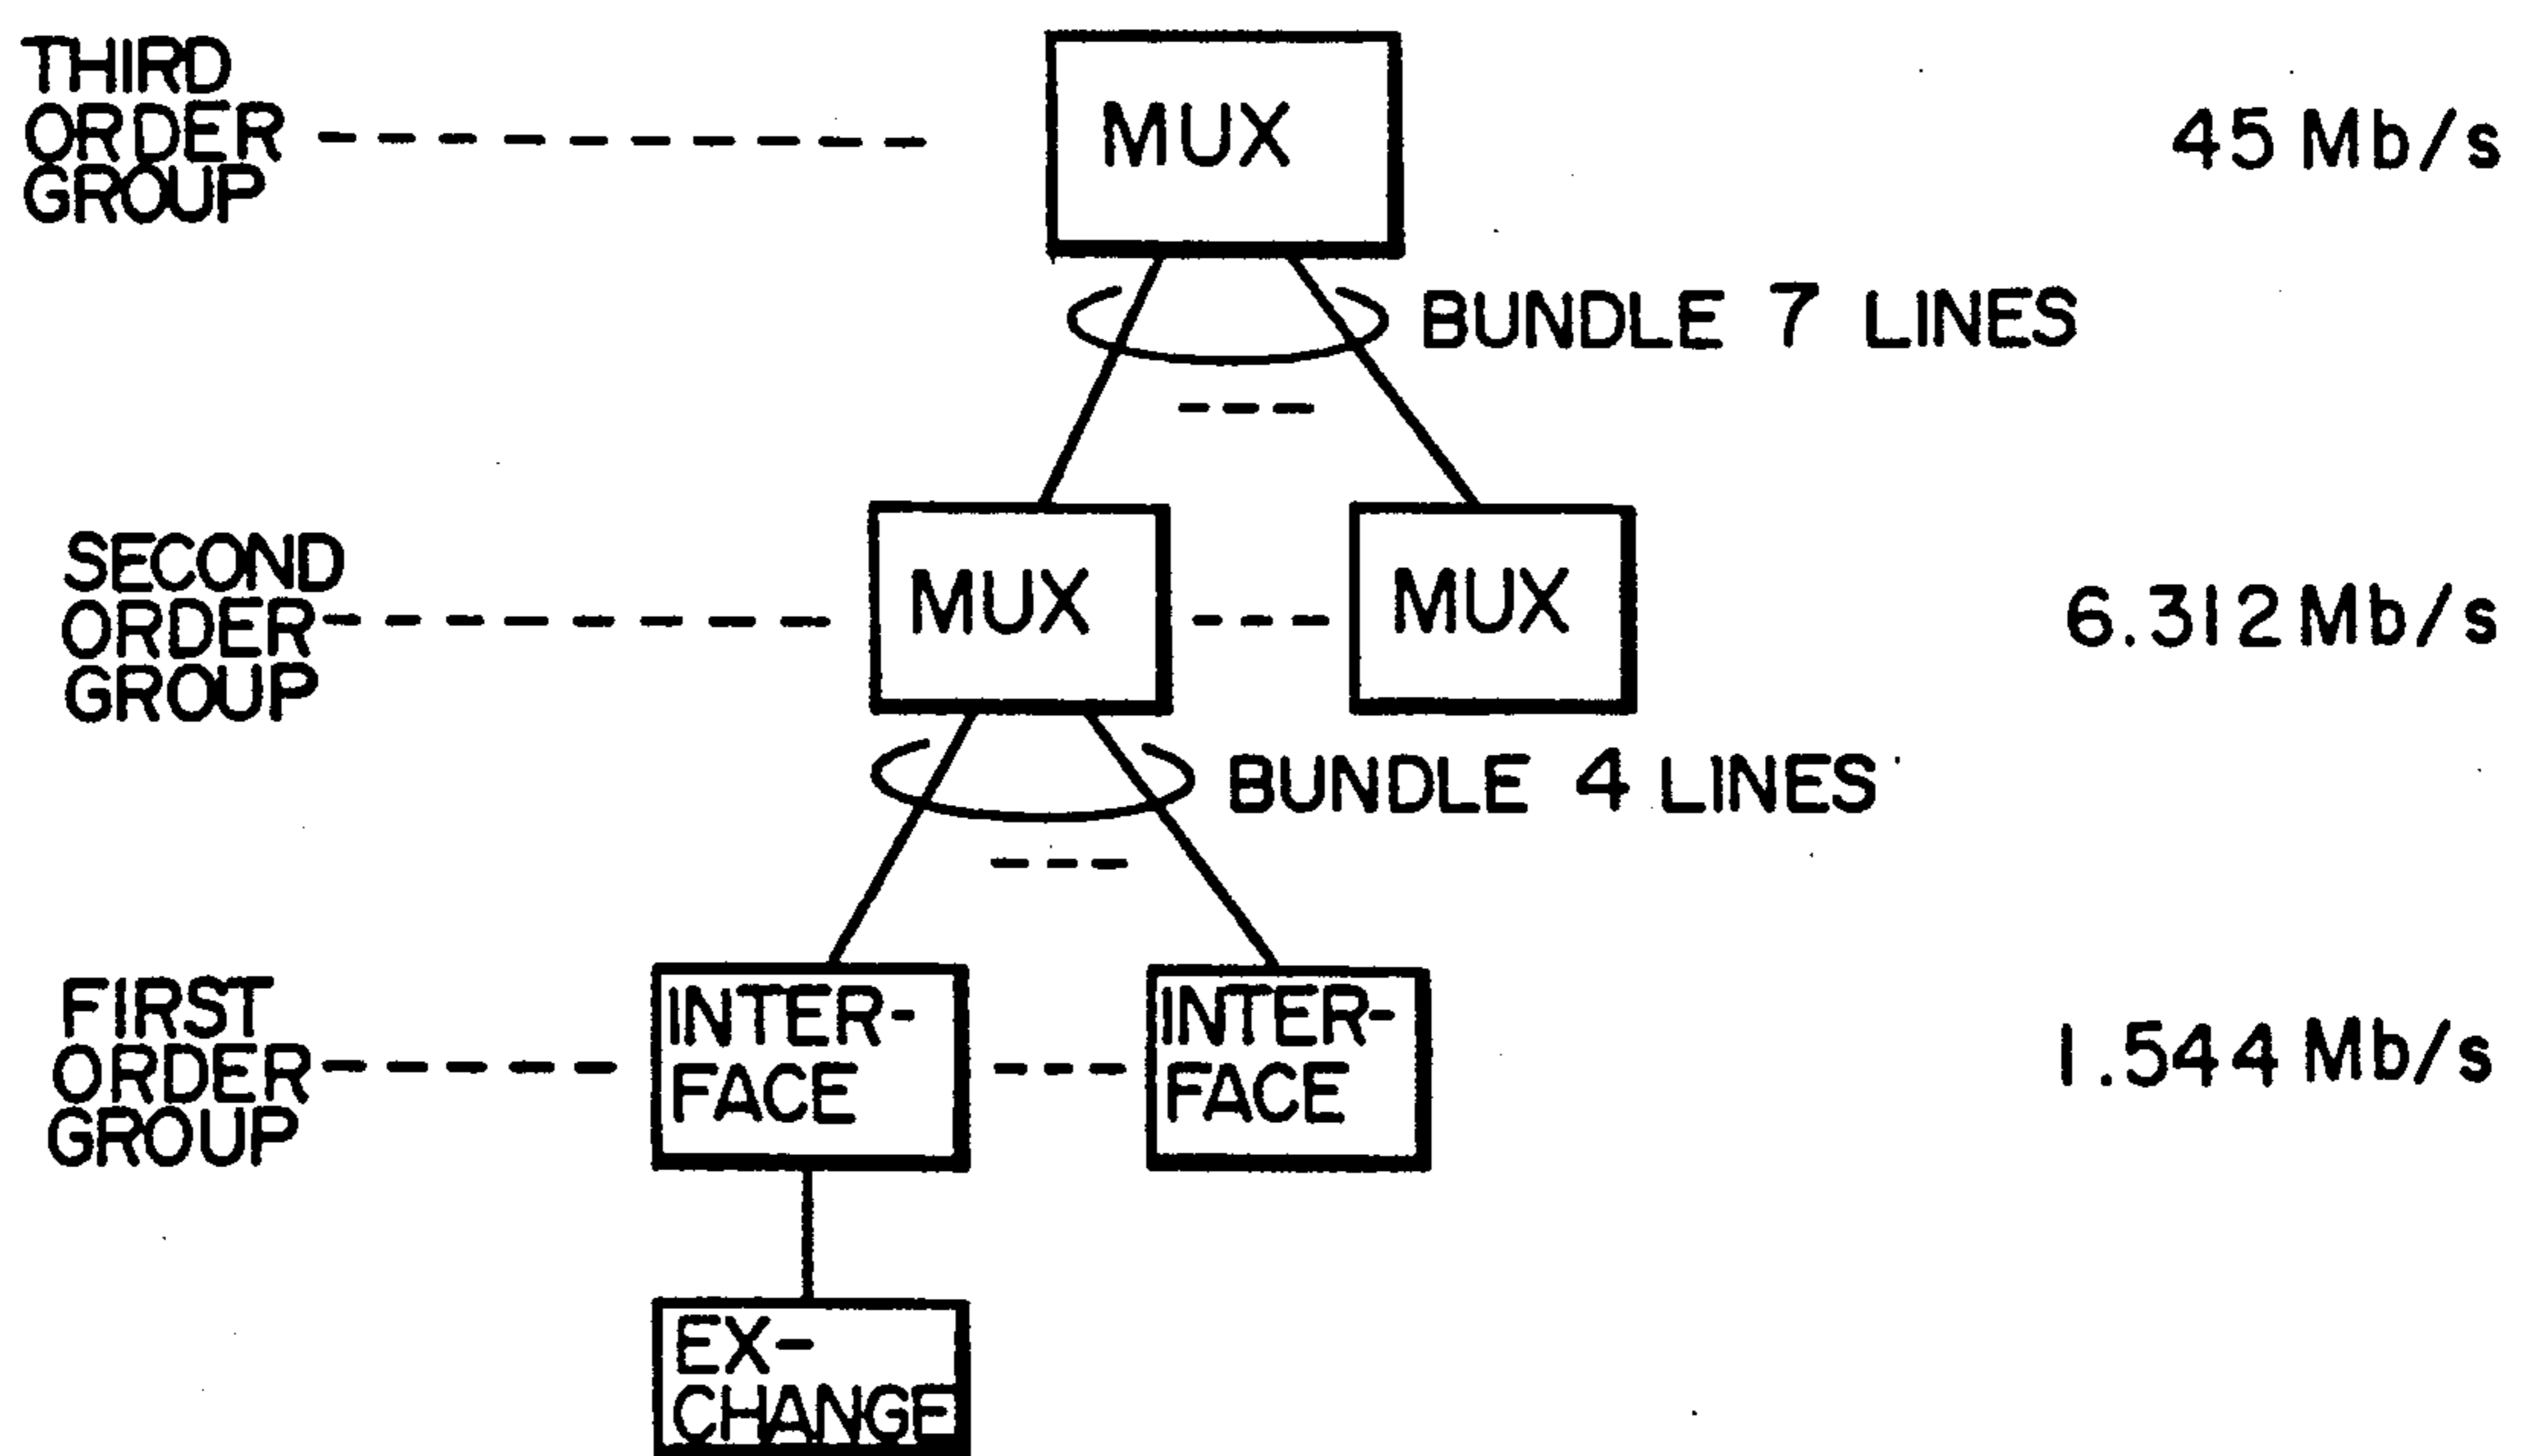 THIRD
ORDER
GROUP
MUX
45 Mb/s
BUNDLE 7 LINES
SECOND
ORDER
GROUP
MUX
MUX
6.312 Mb/s
BUNDLE 4 LINES
FIRST
ORDER
GROUP
INTER-
FACE
INTER-
FACE
1.544 Mb/s
EX-
CHANGE